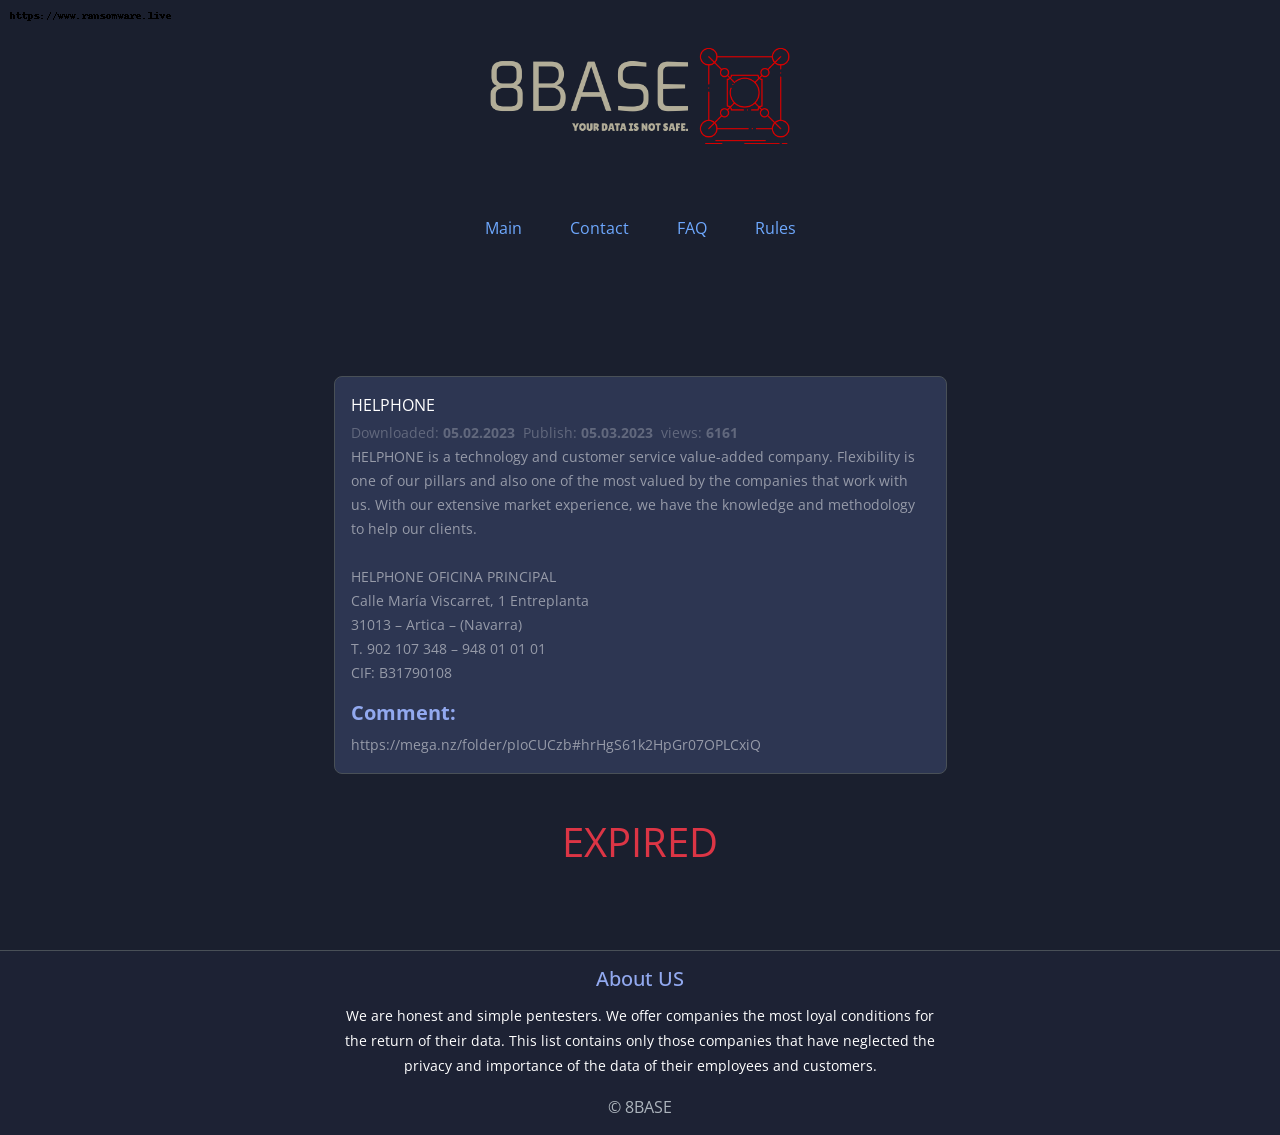 https://www.ransomware.live
8BASE
YOUR DATA IS NOT SAFE.
Main Contact FAQ Rules
HELPHONE
Downloaded: 05.02.2023 Publish: 05.03.2023 views: 6161
HELPHONE is a technology and customer service value-added company. Flexibility is
one of our pillars and also one of the most valued by the companies that work with
us. With our extensive market experience, we have the knowledge and methodology
to help our clients.
HELPHONE OFICINA PRINCIPAL
Calle María Viscarret, 1 Entreplanta
31013 – Artica – (Navarra)
T. 902 107 348 – 948 01 01 01
CIF: B31790108
Comment:
https://mega.nz/folder/pIoCUCzb#hrHgS61k2HpGr07OPLCxiQ
EXPIRED
About US
We are honest and simple pentesters. We offer companies the most loyal conditions for
the return of their data. This list contains only those companies that have neglected the
privacy and importance of the data of their employees and customers.
© 8BASE